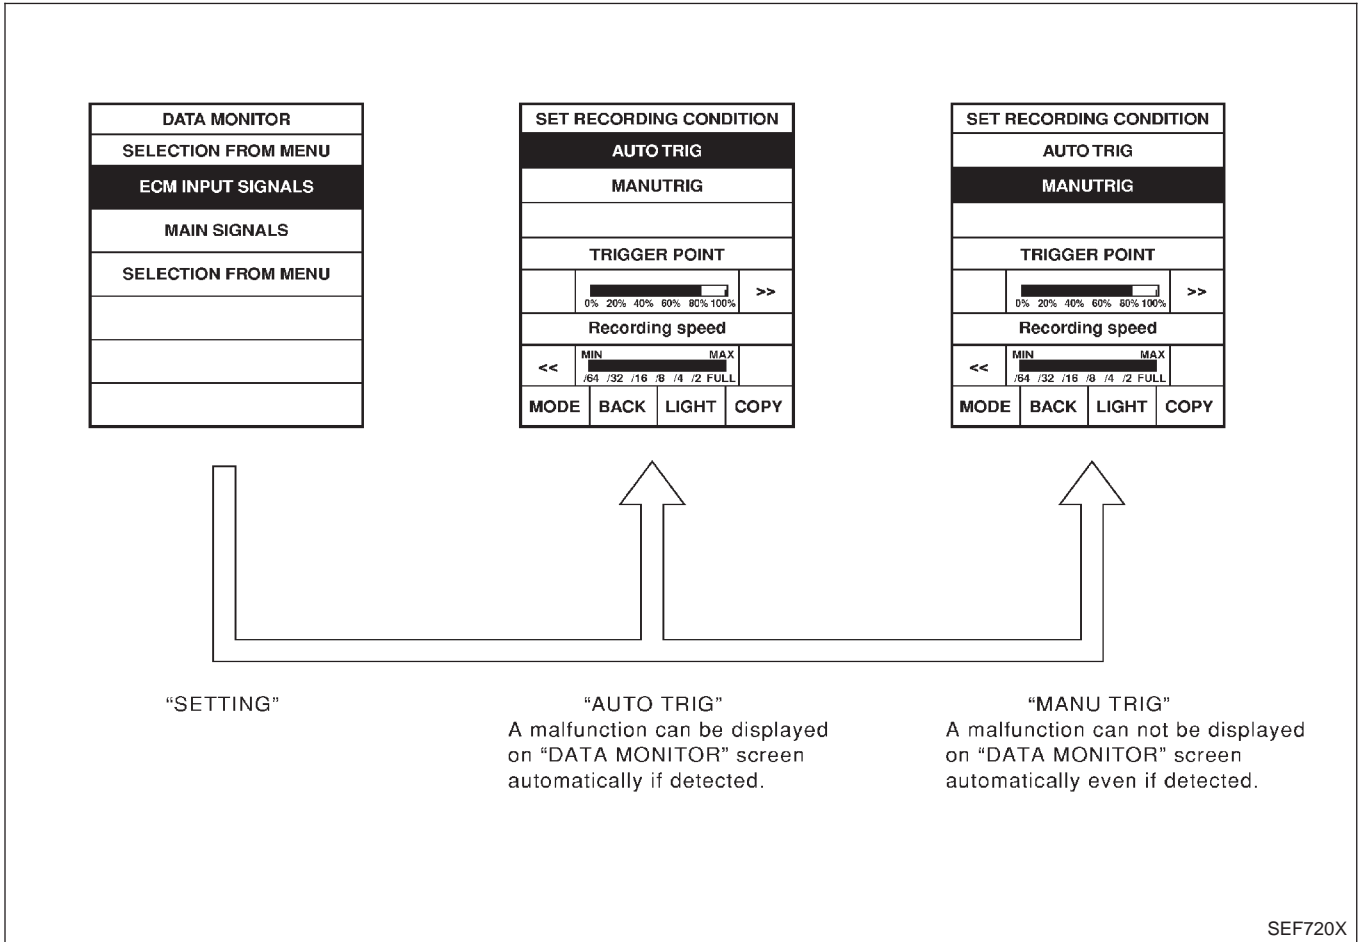 DATA MONITOR
SELECTION FROM MENU
ECM INPUT SIGNALS
MAIN SIGNALS
SELECTION FROM MENU
SET RECORDING CONDITION
AUTO TRIG
MANUTRIG
TRIGGER POINT
>>
0% 20% 40% 60% 80% 100%
Recording speed
MIN MAX
<<
/64 /32 /16 /8 /4 /2 FULL
MODE BACK LIGHT COPY
SET RECORDING CONDITION
AUTO TRIG
MANUTRIG
TRIGGER POINT
>>
0% 20% 40% 60% 80% 100%
Recording speed
MIN MAX
<<
/64 /32 /16 /8 /4 /2 FULL
MODE BACK LIGHT COPY
“SETTING”
“AUTO TRIG”
A malfunction can be displayed
on “DATA MONITOR” screen
automatically if detected.
“MANU TRIG”
A malfunction can not be displayed
on “DATA MONITOR” screen
automatically even if detected.
SEF720X